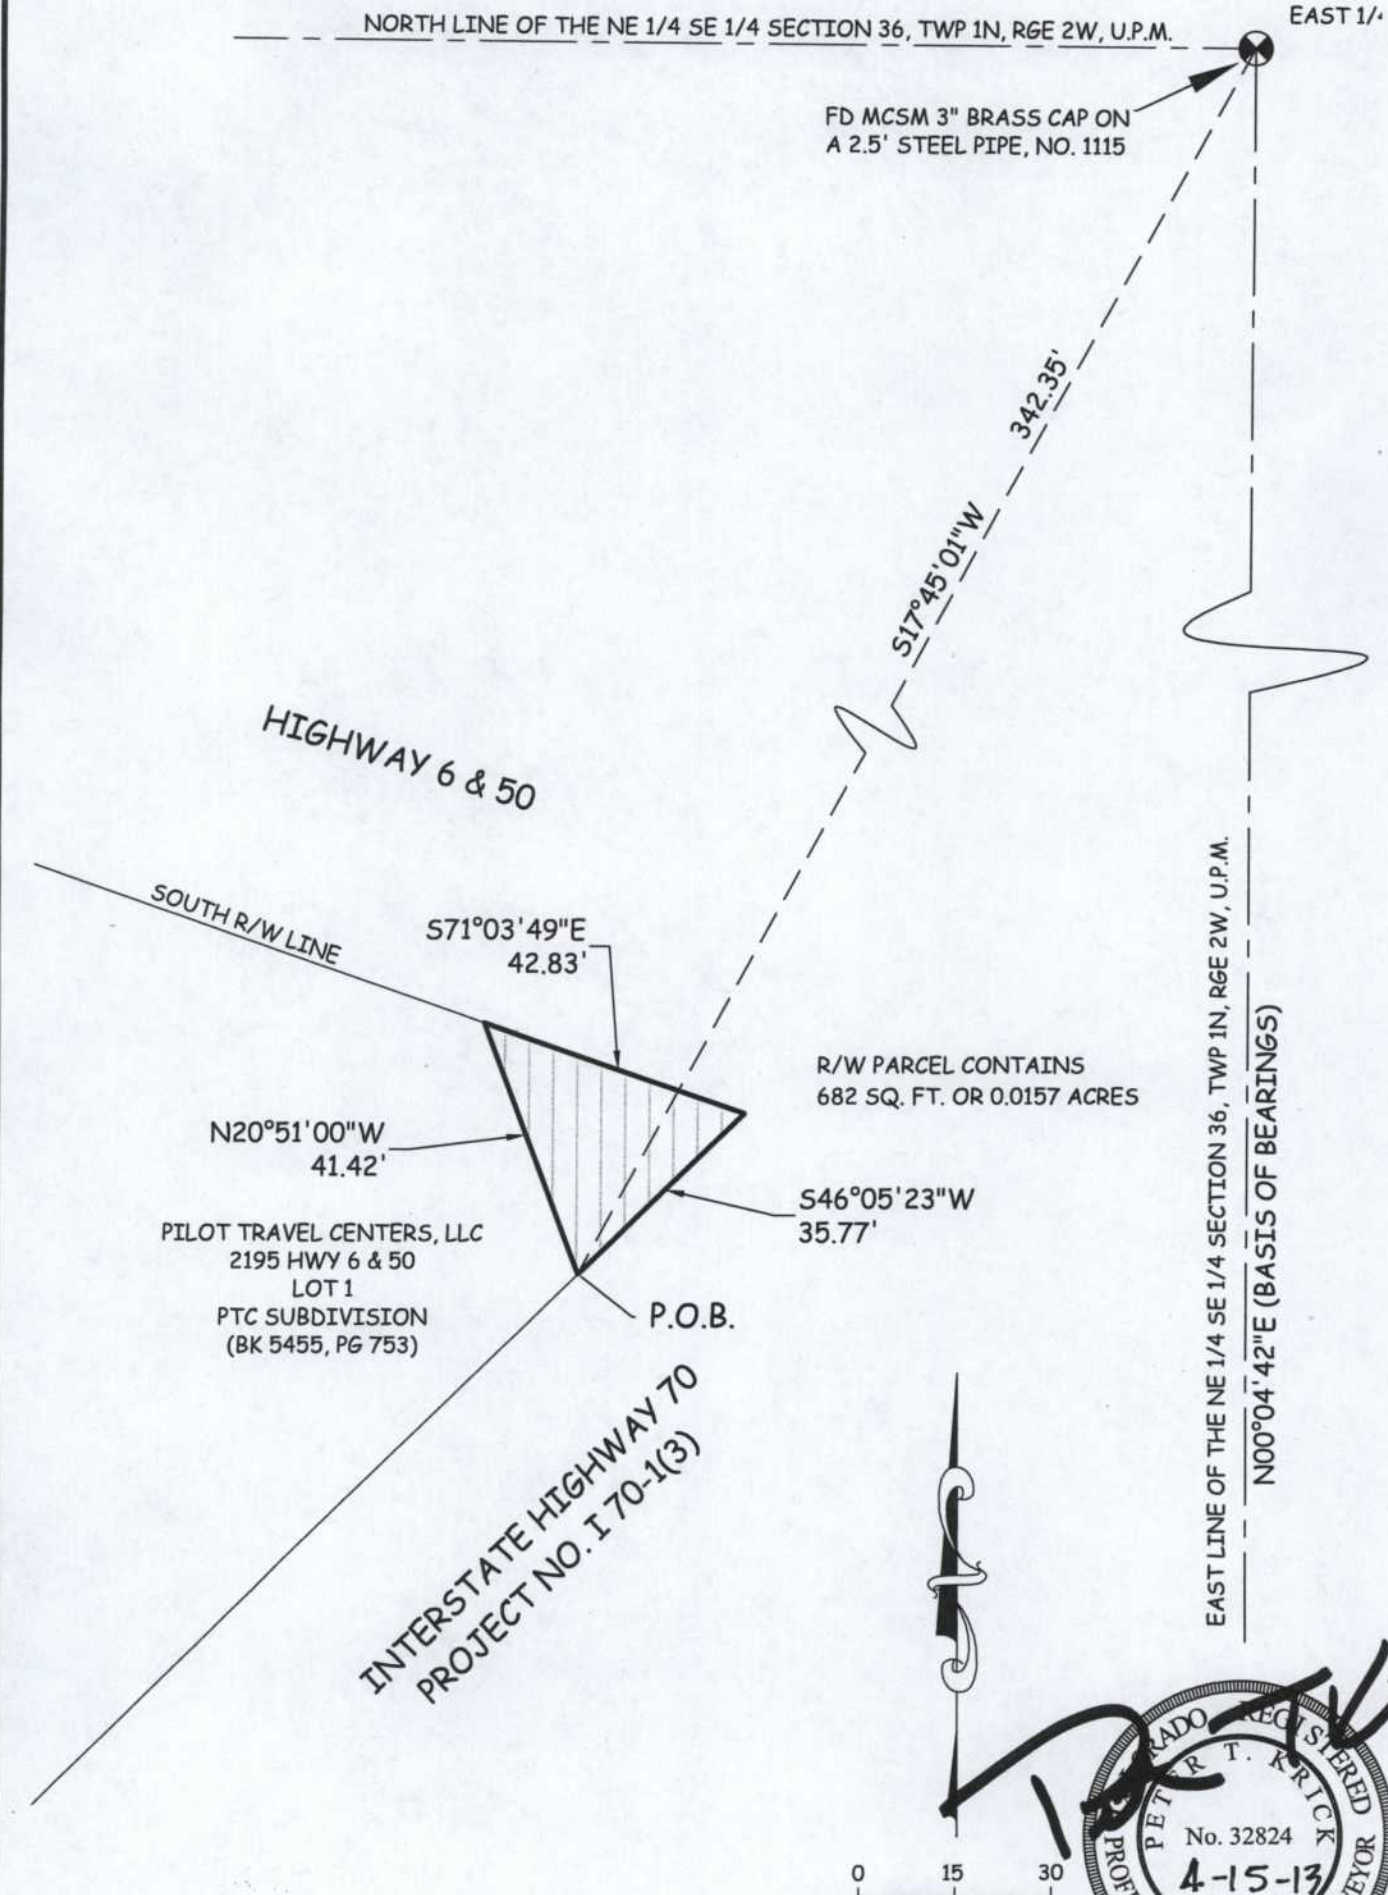 NORTH LINE OF THE NE 1/4 SE 1/4 SECTION 36, TWP 1N, RGE 2W, U.P.M.
EAST 1/4
FD MCSM 3" BRASS CAP ON
A 2.5' STEEL PIPE, NO. 1115
342.35'
S17°45'01"W
HIGHWAY 6 & 50
SOUTH R/W LINE
S71°03'49"E
42.83'
R/W PARCEL CONTAINS
682 SQ. FT. OR 0.0157 ACRES
N20°51'00"W
41.42'
S46°05'23"W
35.77'
PILOT TRAVEL CENTERS, LLC
2195 HWY 6 & 50
LOT 1
PTC SUBDIVISION
(BK 5455, PG 753)
P.O.B.
EAST LINE OF THE NE 1/4 SE 1/4 SECTION 36, TWP 1N, RGE 2W, U.P.M.
N00°04'42"E (BASIS OF BEARINGS)
INTERSTATE HIGHWAY 70
PROJECT NO. I 70-1(3)
REGISTERED
PETER T. KRICK
No. 32824
4-15-13
0 15 30